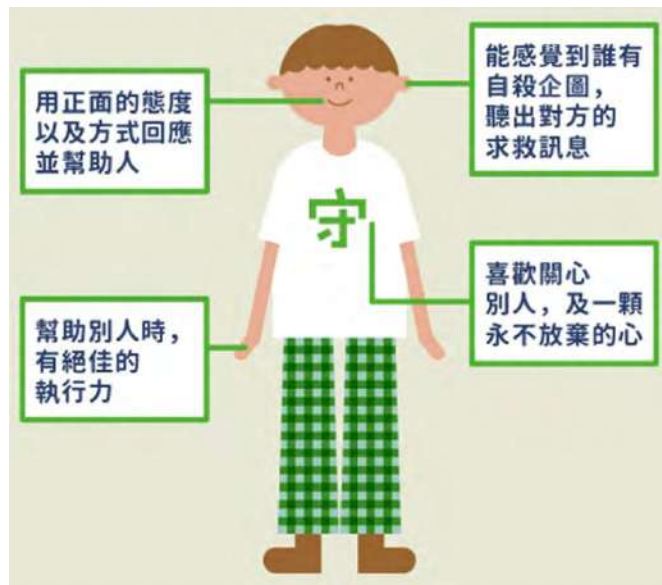 用正面的態度
以及方式回應
並幫助人
能感覺到誰有
自殺企圖，
聽出對方的
求救訊息
守
喜歡關心
別人，及一顆
永不放棄的心
幫助別人時，
有絕佳的
執行力